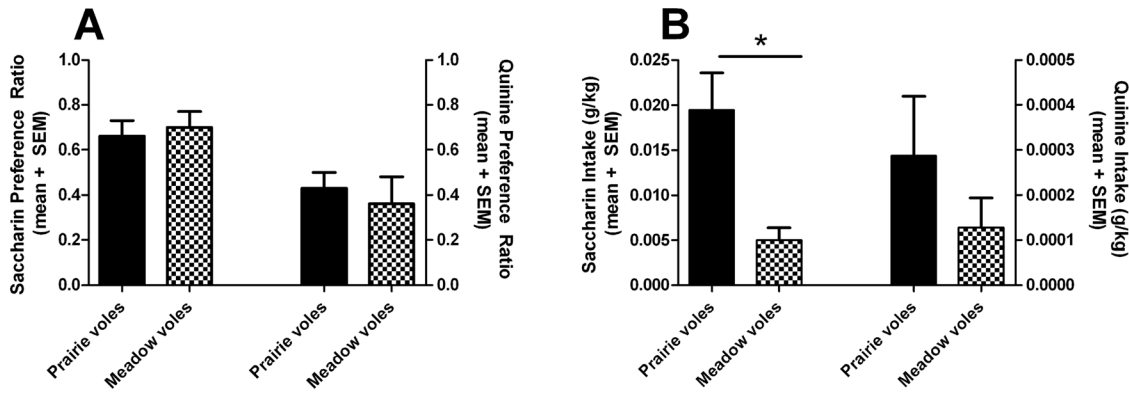 A
Saccharin Preference Ratio
(mean + SEM)
1.0
0.8
0.6
0.4
0.2
0.0
1.0
0.8
0.6
0.4
0.2
0.0
Quinine Preference Ratio
(mean + SEM)
Prairie voles
Meadow voles
Prairie voles
Meadow voles
B
*
Saccharin Intake (g/kg)
(mean + SEM)
0.025
0.020
0.015
0.010
0.005
0.000
0.0005
0.0004
0.0003
0.0002
0.0001
0.0000
Quinine Intake (g/kg)
(mean + SEM)
Prairie voles
Meadow voles
Prairie voles
Meadow voles